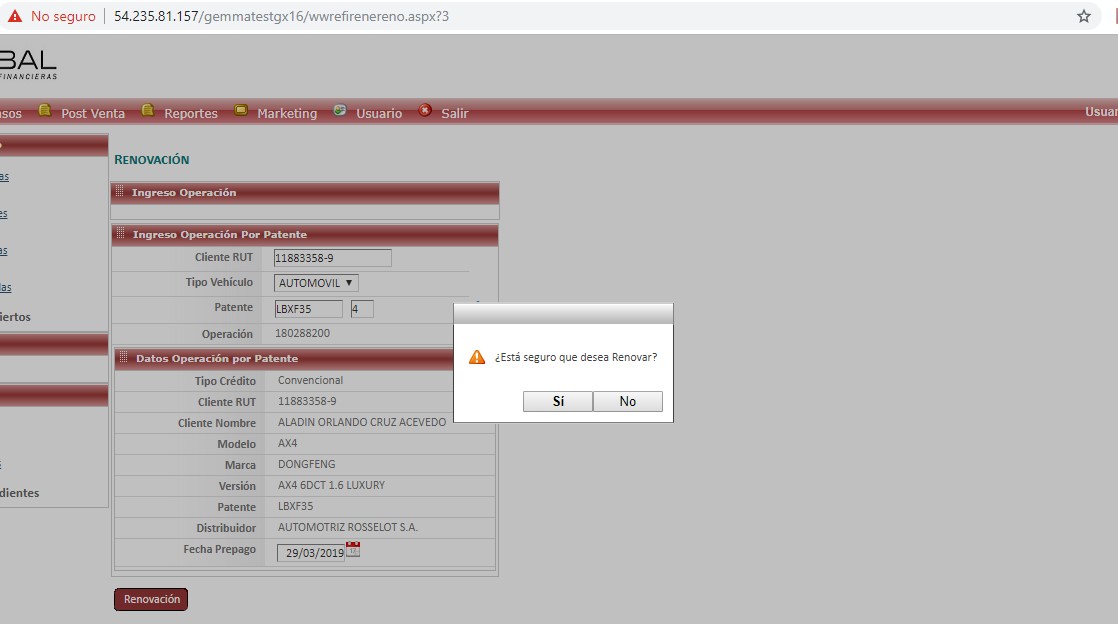 No seguro 54.235.81.157/gemmatestgx16/wwrefirenereno.aspx?3
BAL
FINANCIERAS
sos Post Venta Reportes Marketing Usuario Salir Usuar
RENOVACIÓN
as
Ingreso Operación
es
Ingreso Operación Por Patente
as
Cliente RUT 11883358-9
Tipo Vehículo AUTOMOVIL
las
Patente LBXF35 4
iertos
Operación 180288200
Datos Operación por Patente
¿Está seguro que desea Renovar?
Sí No
Tipo Crédito Convencional
Cliente RUT 11883358-9
Cliente Nombre ALADIN ORLANDO CRUZ ACEVEDO
Modelo AX4
Marca DONGFENG
Versión AX4 6DCT 1.6 LUXURY
dientes
Patente LBXF35
Distribuidor AUTOMOTRIZ ROSSELOT S.A.
Fecha Prepago 29/03/2019
Renovación